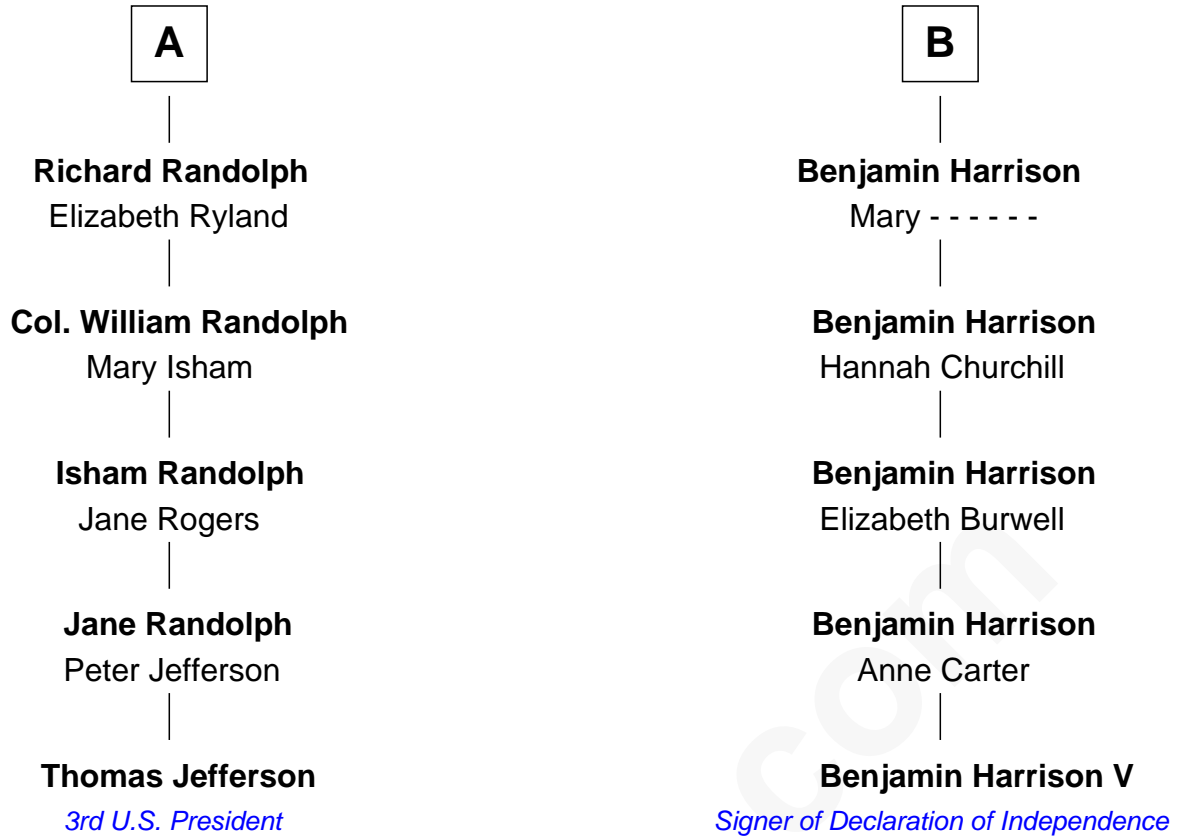 A
Richard Randolph
Elizabeth Ryland
Col. William Randolph
Mary Isham
Isham Randolph
Jane Rogers
Jane Randolph
Peter Jefferson
Thomas Jefferson
3rd U.S. President
B
Benjamin Harrison
Mary - - - - - -
Benjamin Harrison
Hannah Churchill
Benjamin Harrison
Elizabeth Burwell
Benjamin Harrison
Anne Carter
Benjamin Harrison V
Signer of Declaration of Independence
com